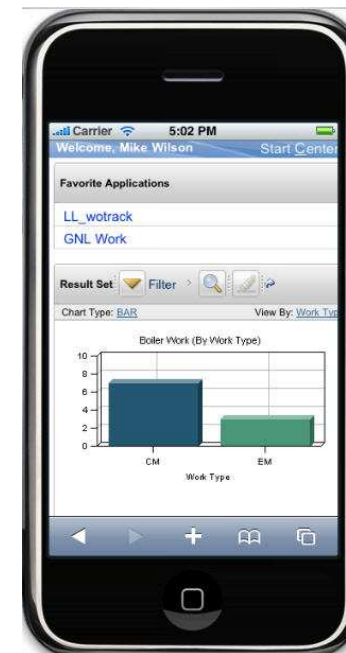 Carrier 5:02 PM
Welcome, Mike Wilson Start Center
Favorite Applications
LL_wotrack
GNL Work
Result Set Filter
Chart Type: BAR View By: Work Typ
Boiler Work (By Work Type)
10
8
6
4
2
0
CM EM
Work Type